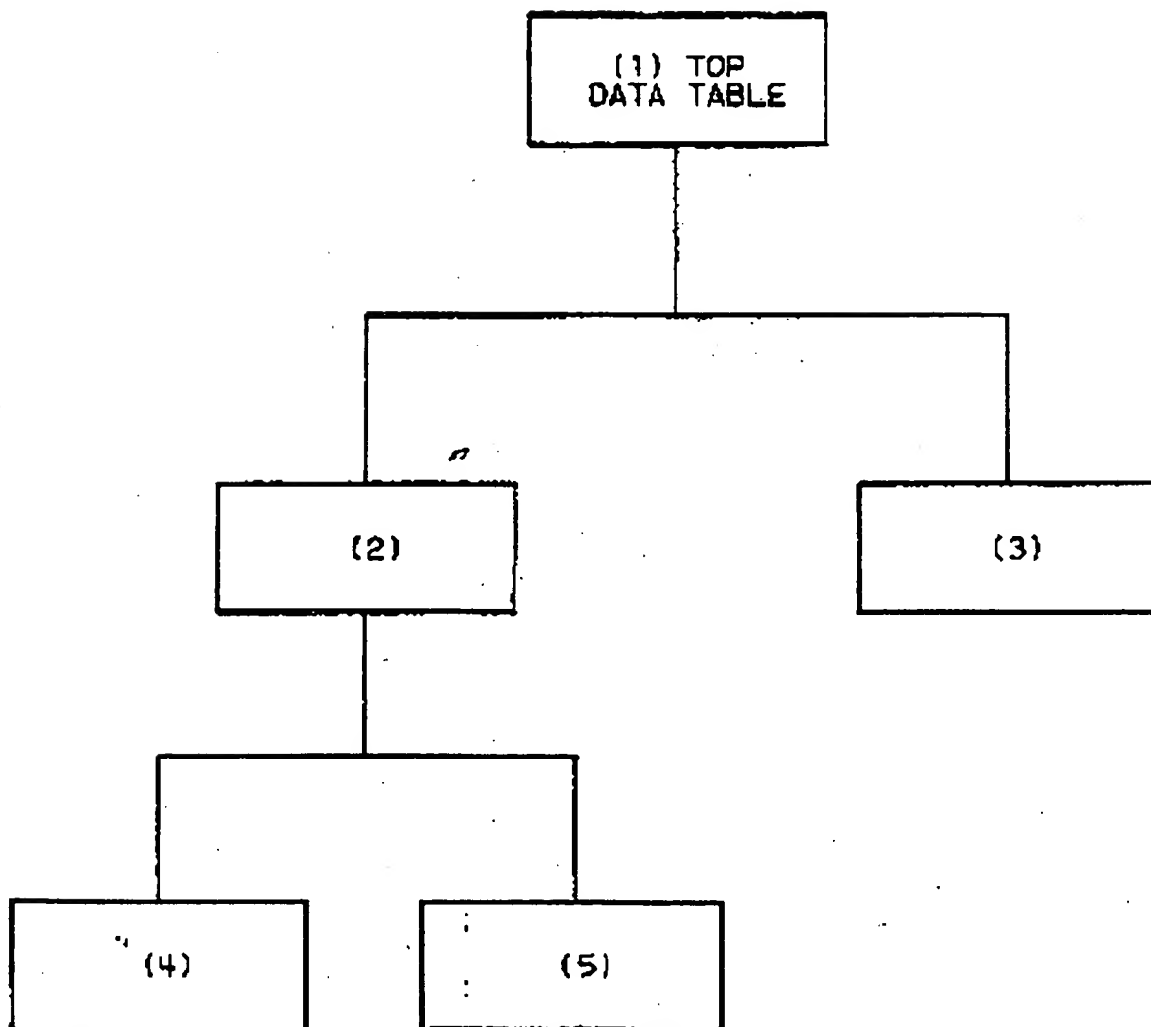 (1) TOP
DATA TABLE
(2)
(3)
(4)
(5)